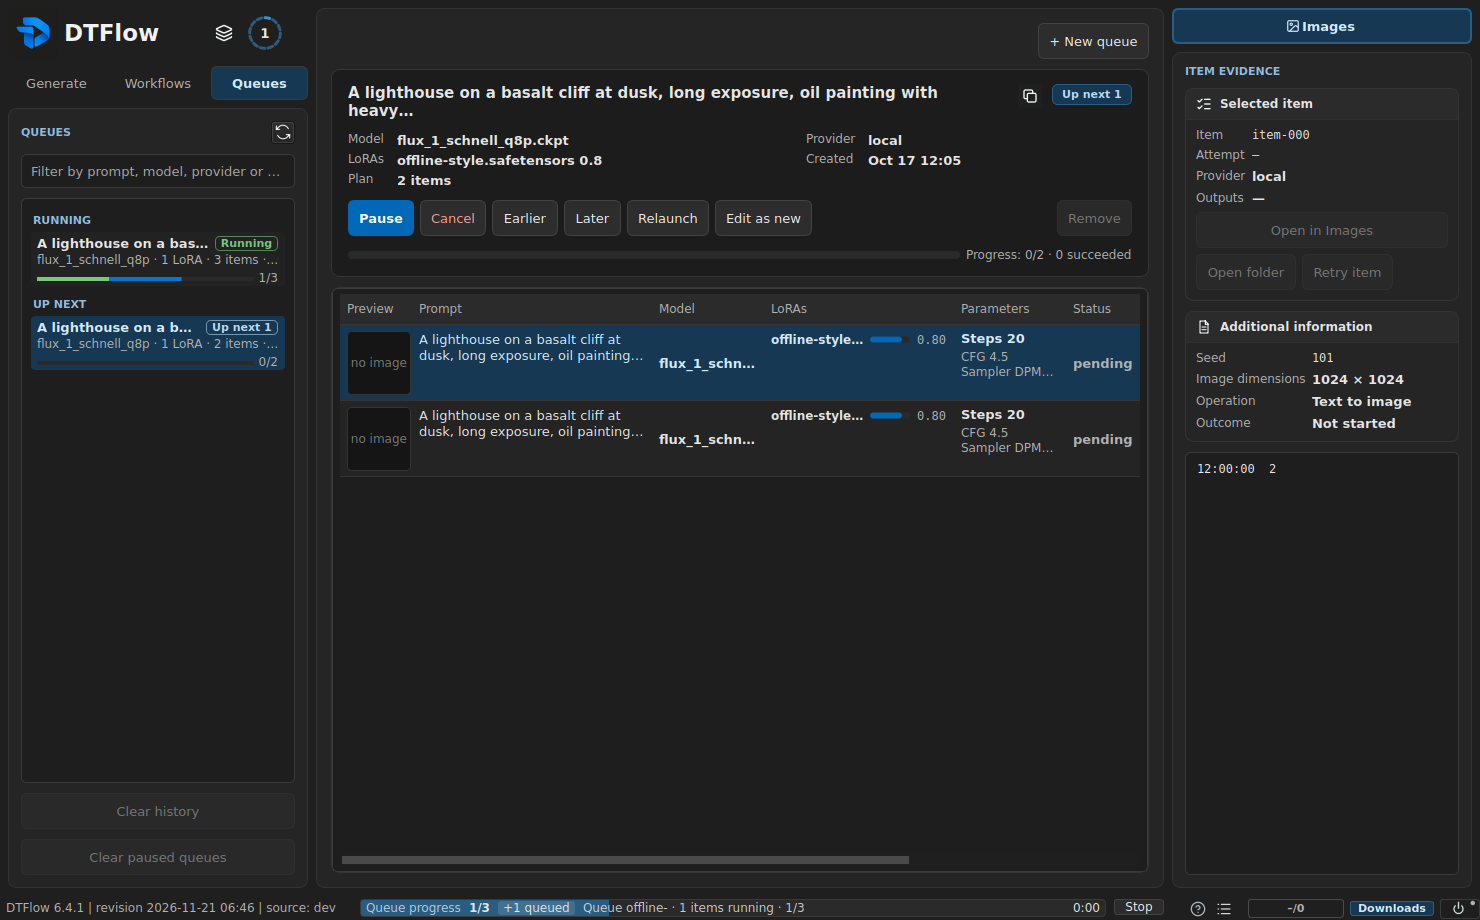 DTFlow
1
Generate
Workflows
Queues
QUEUES
Filter by prompt, model, provider or ...
RUNNING
A lighthouse on a bas...
Running
flux_1_schnell_q8p · 1 LoRA · 3 items ·...
1/3
UP NEXT
A lighthouse on a b...
Up next 1
flux_1_schnell_q8p · 1 LoRA · 2 items ·...
0/2
Clear history
Clear paused queues
+ New queue
A lighthouse on a basalt cliff at dusk, long exposure, oil painting with
heavy...
Up next 1
Model flux_1_schnell_q8p.ckpt
Provider local
LoRAs offline-style.safetensors 0.8
Created Oct 17 12:05
Plan 2 items
Pause
Cancel
Earlier
Later
Relaunch
Edit as new
Remove
Progress: 0/2 · 0 succeeded
Preview Prompt Model LoRAs Parameters Status
no image
A lighthouse on a basalt cliff at
dusk, long exposure, oil painting...
flux_1_schn...
offline-style... 0.80
Steps 20
CFG 4.5
Sampler DPM...
pending
no image
A lighthouse on a basalt cliff at
dusk, long exposure, oil painting...
flux_1_schn...
offline-style... 0.80
Steps 20
CFG 4.5
Sampler DPM...
pending
Images
ITEM EVIDENCE
Selected item
Item item-000
Attempt —
Provider local
Outputs —
Open in Images
Open folder
Retry item
Additional information
Seed 101
Image dimensions 1024 × 1024
Operation Text to image
Outcome Not started
12:00:00 2
DTFlow 6.4.1 | revision 2026-11-21 06:46 | source: dev
Queue progress 1/3 +1 queued Queue offline- · 1 items running · 1/3
0:00
Stop
-/0
Downloads